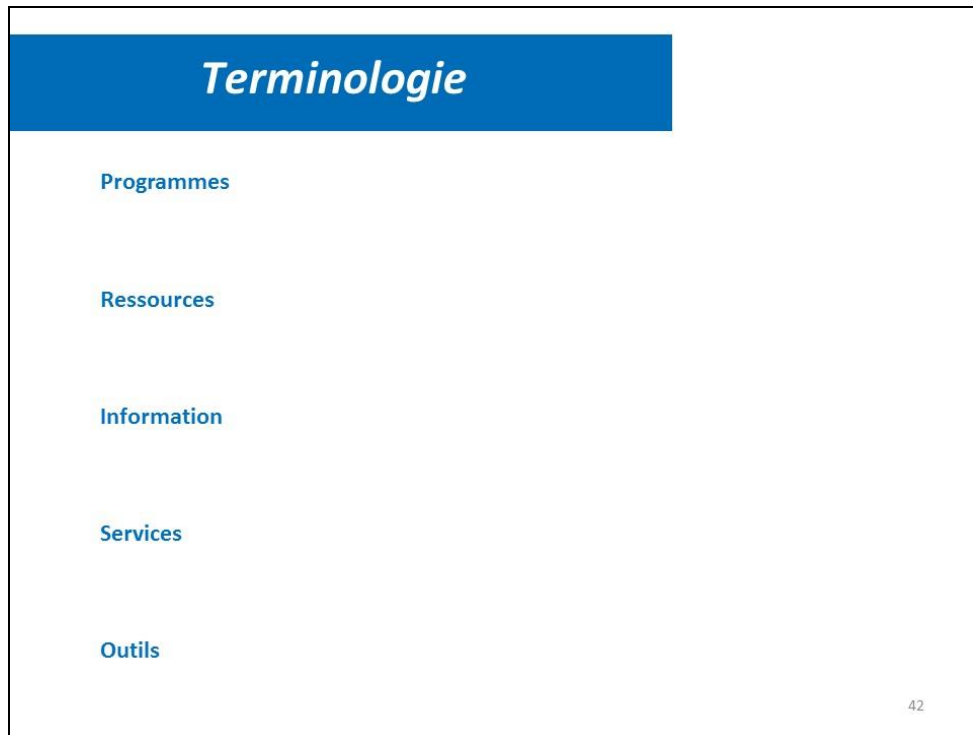 Terminologie
Programmes
Ressources
Information
Services
Outils
42